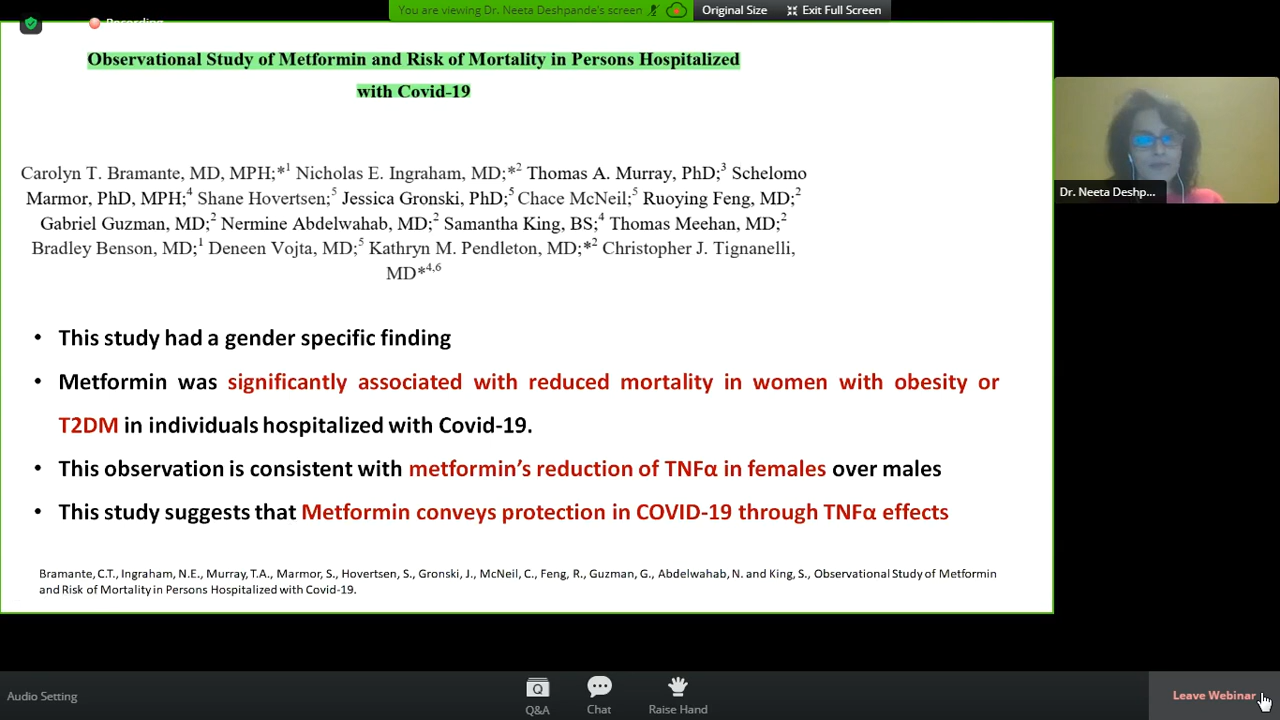 You are viewing Dr. Neeta Deshpande's screen
Original Size
Exit Full Screen
Recording
Observational Study of Metformin and Risk of Mortality in Persons Hospitalized
with Covid-19
Carolyn T. Bramante, MD, MPH;*1 Nicholas E. Ingraham, MD;*2 Thomas A. Murray, PhD;3 Schelomo
Marmor, PhD, MPH;4 Shane Hovertsen;5 Jessica Gronski, PhD;5 Chace McNeil;5 Ruoying Feng, MD;2
Gabriel Guzman, MD;2 Nermine Abdelwahab, MD;2 Samantha King, BS;4 Thomas Meehan, MD;2
Bradley Benson, MD;1 Deneen Vojta, MD;5 Kathryn M. Pendleton, MD;*2 Christopher J. Tignanelli,
MD*4,6
Dr. Neeta Deshp...
• This study had a gender specific finding
• Metformin was significantly associated with reduced mortality in women with obesity or
T2DM in individuals hospitalized with Covid-19.
• This observation is consistent with metformin's reduction of TNFα in females over males
• This study suggests that Metformin conveys protection in COVID-19 through TNFα effects
Bramante, C.T., Ingraham, N.E., Murray, T.A., Marmor, S., Hovertsen, S., Gronski, J., McNeil, C., Feng, R., Guzman, G., Abdelwahab, N. and King, S., Observational Study of Metformin
and Risk of Mortality in Persons Hospitalized with Covid-19.
Audio Setting
Q&A
Chat
Raise Hand
Leave Webinar